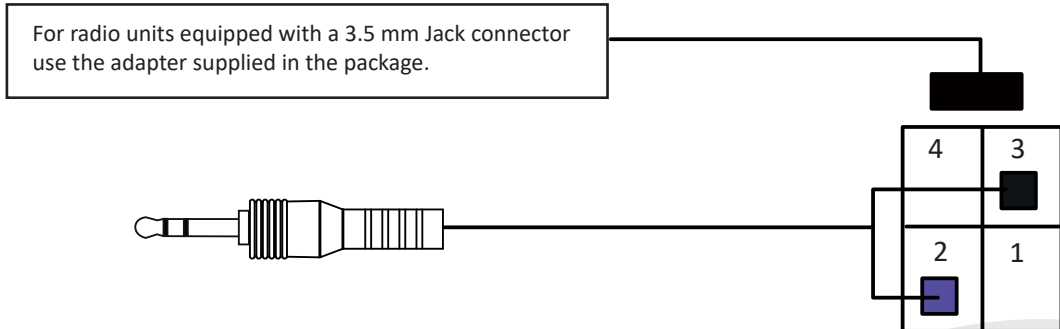 For radio units equipped with a 3.5 mm Jack connector
use the adapter supplied in the package.
4 3
2 1